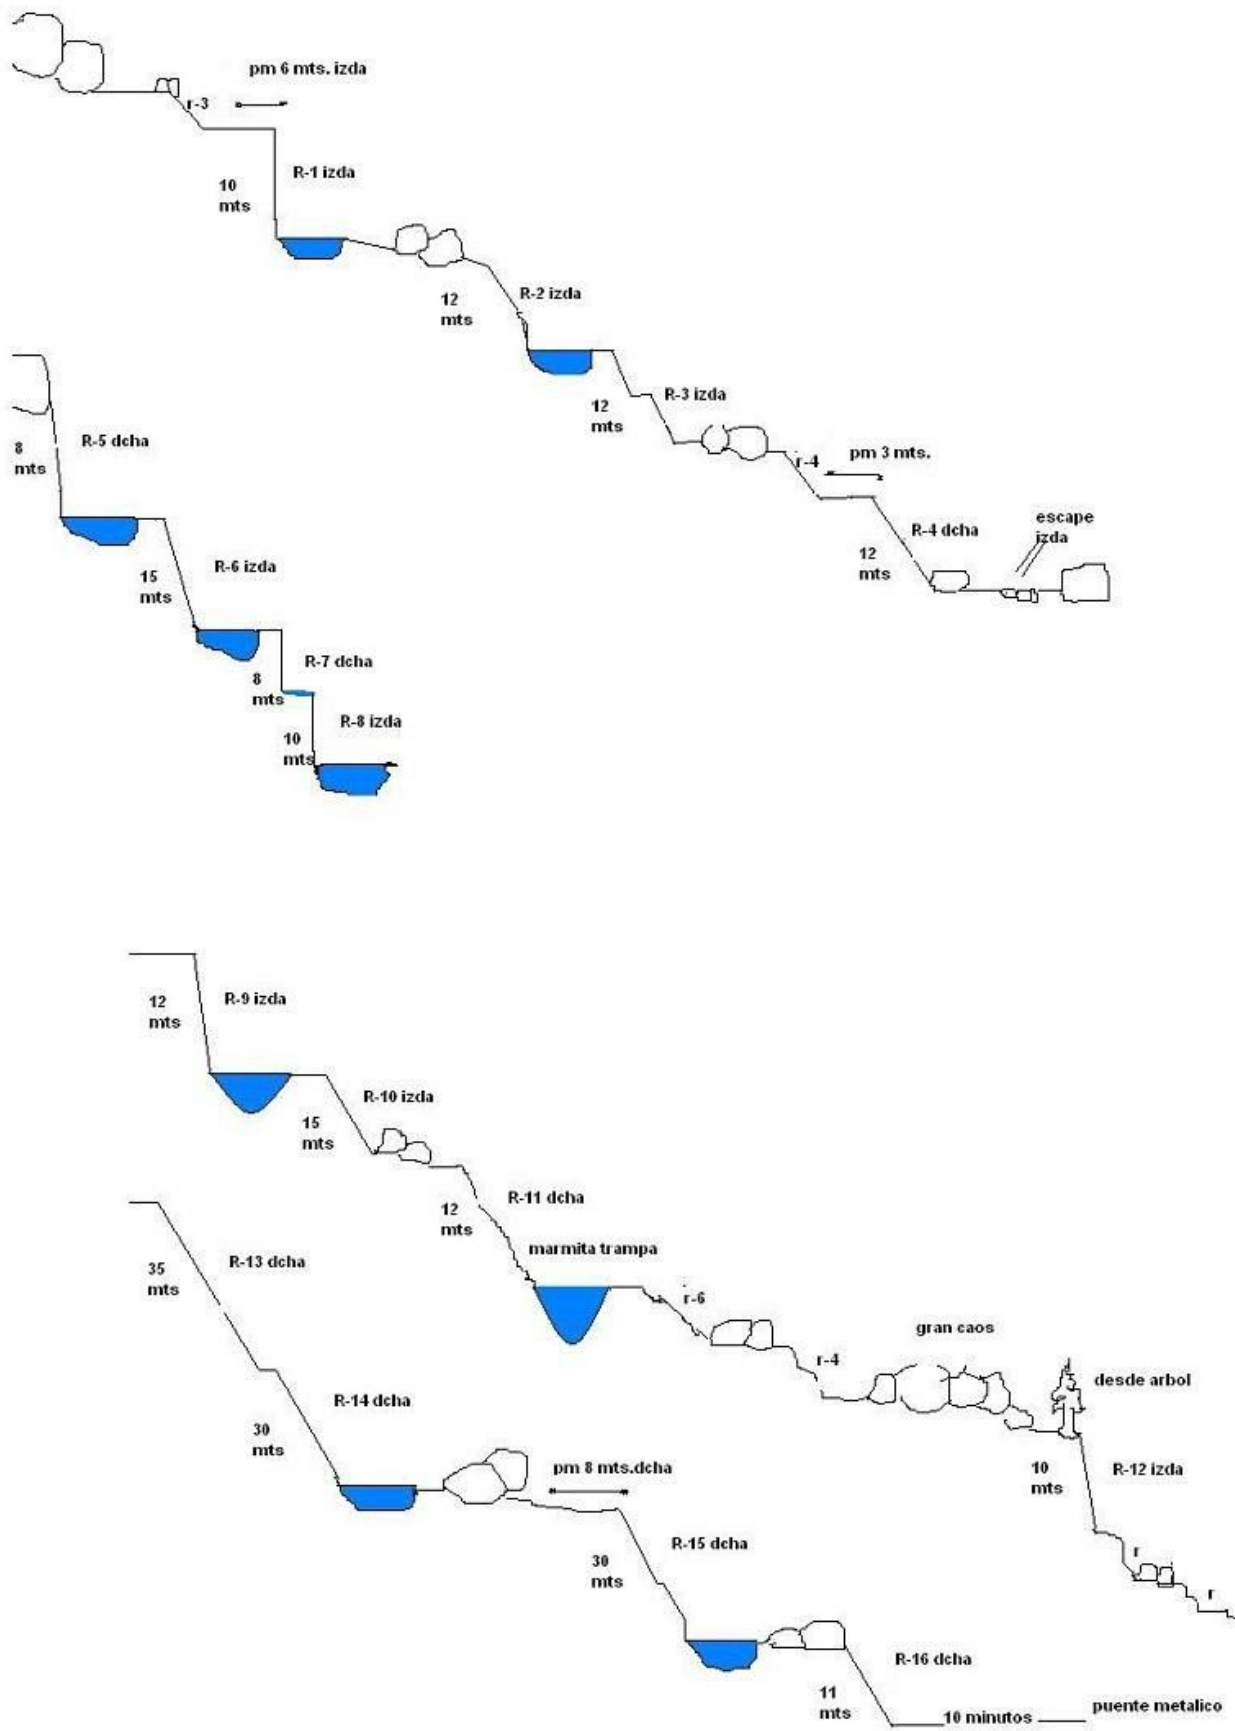 pm 6 mts. izda
r-3
R-1 izda
10
mts
R-2 izda
12
mts
R-3 izda
12
mts
r-4
pm 3 mts.
R-4 dcha
12
mts
escape
izda
R-5 dcha
8
mts
R-6 izda
15
mts
R-7 dcha
8
mts
R-8 izda
10
mts
R-9 izda
12
mts
R-10 izda
15
mts
R-11 dcha
12
mts
marmita trampa
r-6
r-4
gran caos
desde arbol
R-12 izda
10
mts
r
r
R-13 dcha
35
mts
R-14 dcha
30
mts
pm 8 mts.dcha
R-15 dcha
30
mts
R-16 dcha
11
mts
10 minutos
puente metalico